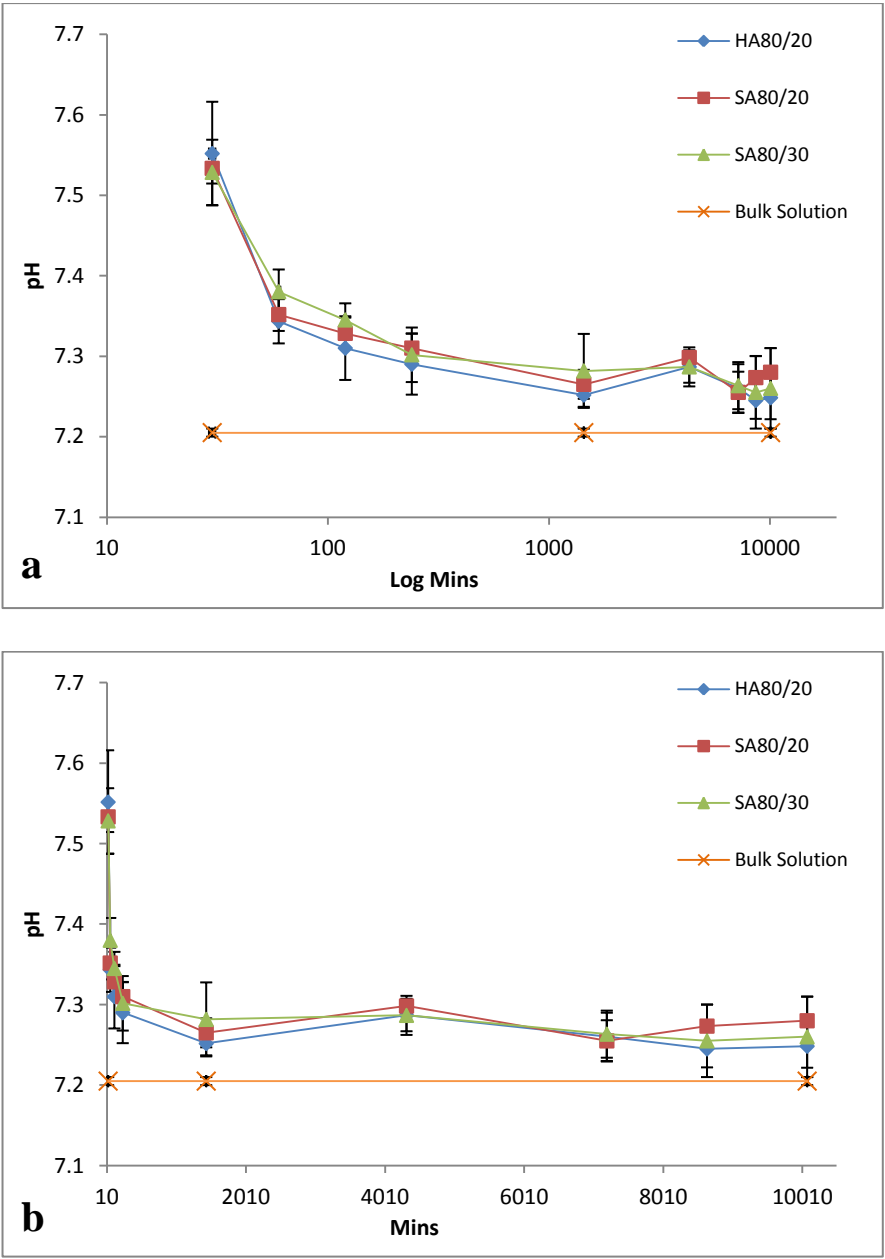 7.7
7.6
7.5
7.4
7.3
7.2
7.1
pH
10
100
1000
10000
Log Mins
HA80/20
SA80/20
SA80/30
Bulk Solution
a
7.7
7.6
7.5
7.4
7.3
7.2
7.1
pH
10
2010
4010
6010
8010
10010
Mins
HA80/20
SA80/20
SA80/30
Bulk Solution
b